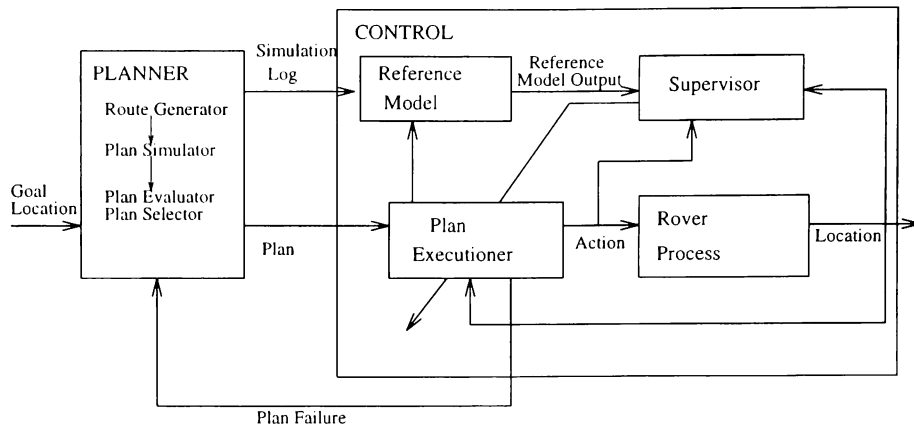 CONTROL
Simulation
Log
PLANNER
Route Generator
Plan Simulator
Plan Evaluator
Plan Selector
Goal
Location
Reference
Model
Reference
Model Output
Supervisor
Plan
Plan
Executioner
Action
Rover
Process
Location
Plan Failure